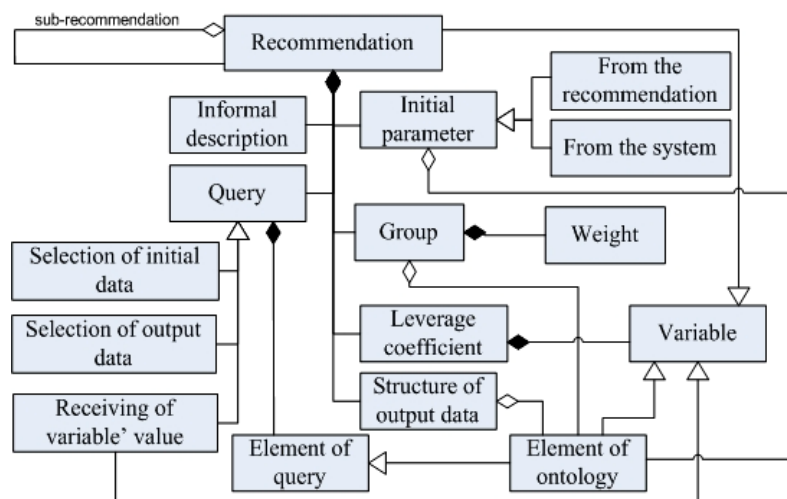 sub-recommendation
Recommendation
From the
recommendation
Informal
description
Initial
parameter
From the system
Query
Group
Weight
Selection of initial
data
Selection of output
data
Leverage
coefficient
Variable
Receiving of
variable' value
Structure of
output data
Element of
query
Element of
ontology